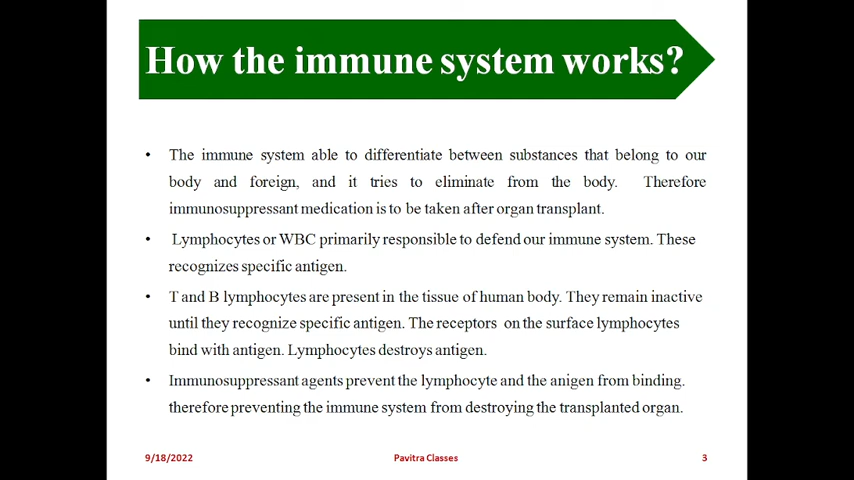 How the immune system works?
• The immune system able to differentiate between substances that belong to our
body and foreign, and it tries to eliminate from the body. Therefore
immunosuppressant medication is to be taken after organ transplant.
• Lymphocytes or WBC primarily responsible to defend our immune system. These
recognizes specific antigen.
• T and B lymphocytes are present in the tissue of human body. They remain inactive
until they recognize specific antigen. The receptors on the surface lymphocytes
bind with antigen. Lymphocytes destroys antigen.
• Immunosuppressant agents prevent the lymphocyte and the anigen from binding.
therefore preventing the immune system from destroying the transplanted organ.
9/18/2022 Pavitra Classes 3